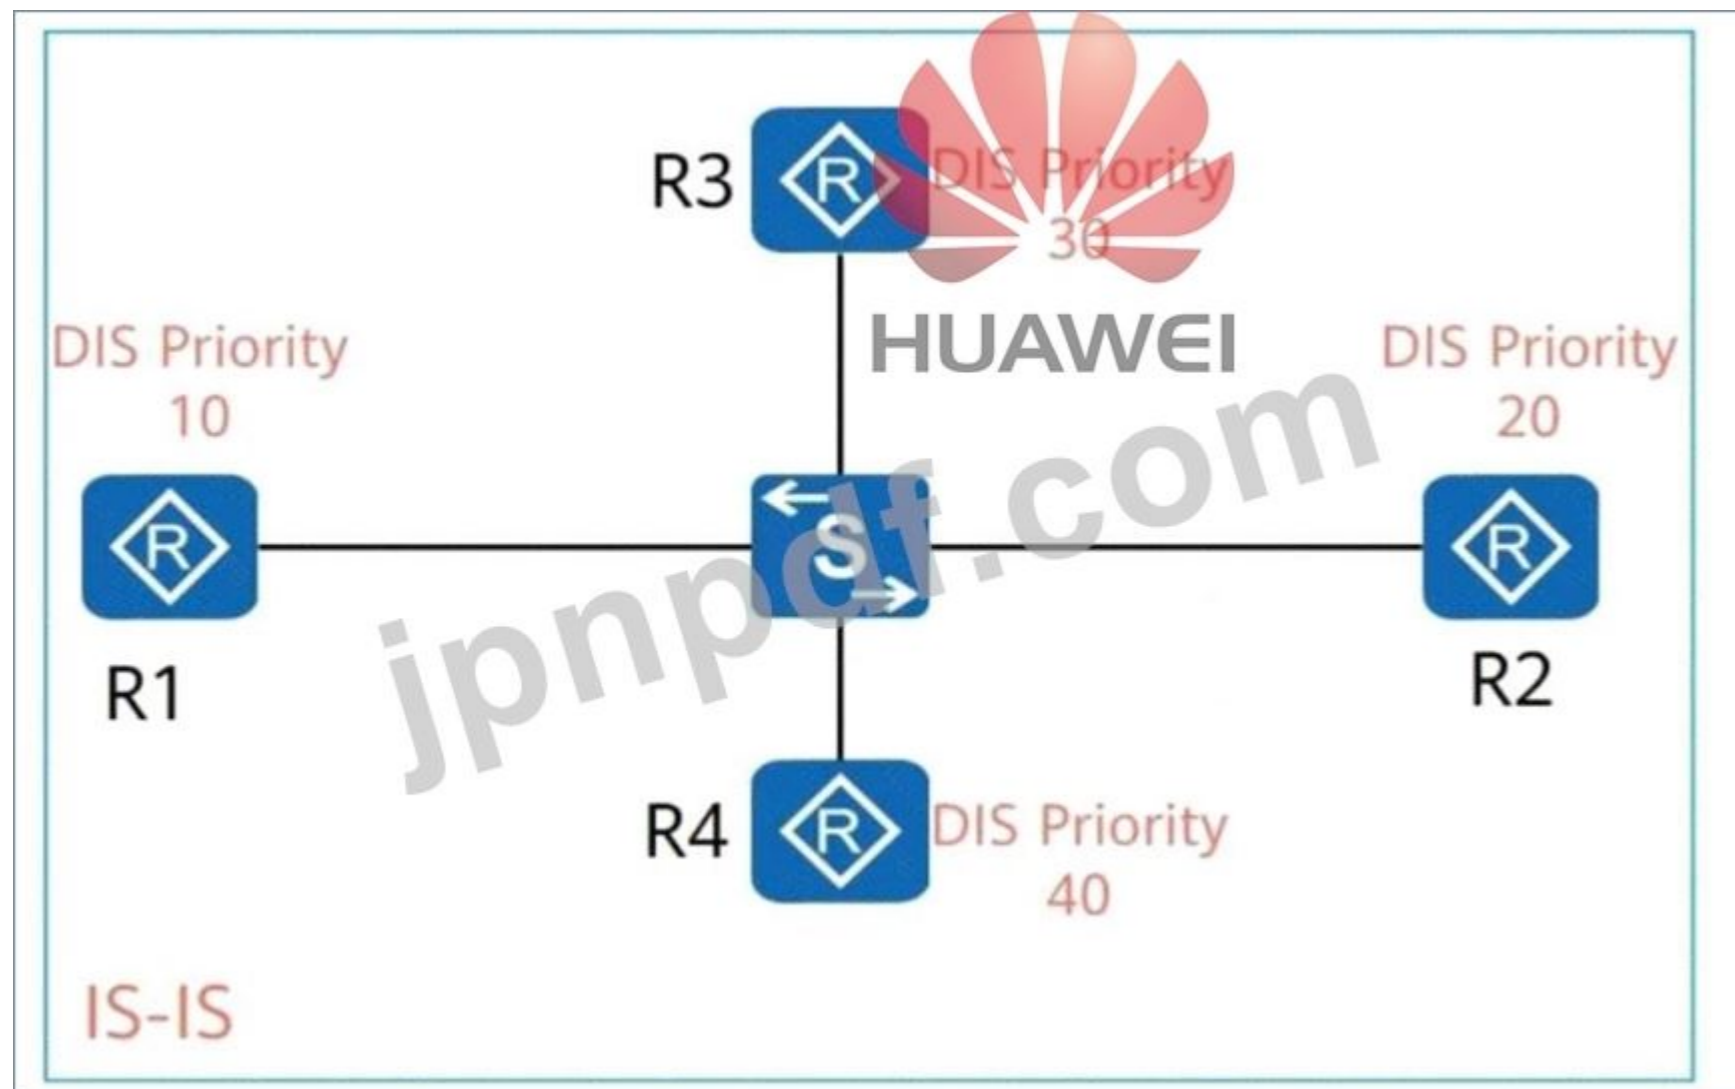 R3
DIS Priority
30
HUAWEI
DIS Priority
10
DIS Priority
20
R
R
S
R
R
jpnpdf.com
R1
R2
R4
DIS Priority
40
IS-IS